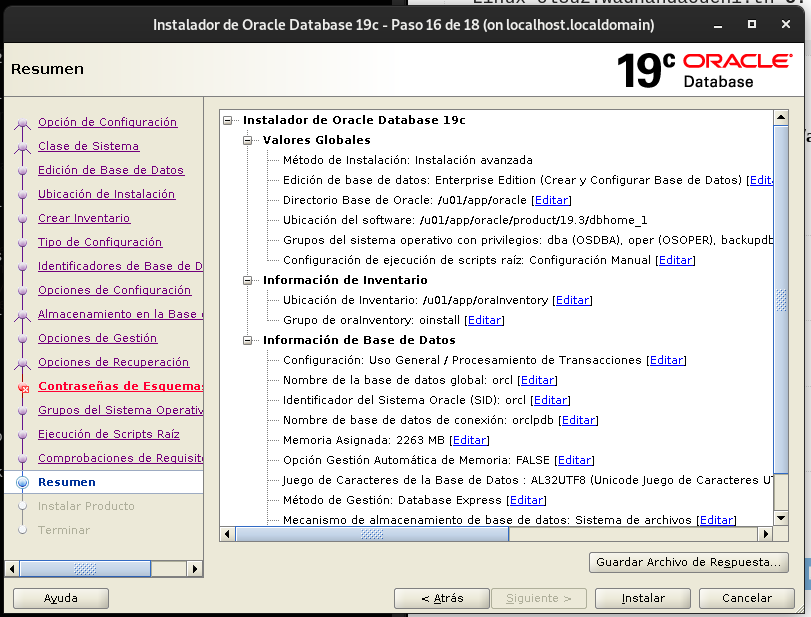 Instalador de Oracle Database 19c - Paso 16 de 18 (on localhost.localdomain)
Resumen
19c ORACLE
Database
Opción de Configuración
Clase de Sistema
Edición de Base de Datos
Ubicación de Instalación
Crear Inventario
Tipo de Configuración
Identificadores de Base de D
Opciones de Configuración
Almacenamiento en la Base
Opciones de Gestión
Opciones de Recuperación
Contraseñas de Esquemas
Grupos del Sistema Operativ
Ejecución de Scripts Raíz
Comprobaciones de Requisito
Resumen
Instalar Producto
Terminar
Instalador de Oracle Database 19c
Valores Globales
Método de Instalación: Instalación avanzada
Edición de base de datos: Enterprise Edition (Crear y Configurar Base de Datos) [Edita
Directorio Base de Oracle: /u01/app/oracle [Editar]
Ubicación del software: /u01/app/oracle/product/19.3/dbhome_1
Grupos del sistema operativo con privilegios: dba (OSDBA), oper (OSOPER), backupdb
Configuración de ejecución de scripts raíz: Configuración Manual [Editar]
Información de Inventario
Ubicación de Inventario: /u01/app/oraInventory [Editar]
Grupo de oraInventory: oinstall [Editar]
Información de Base de Datos
Configuración: Uso General / Procesamiento de Transacciones [Editar]
Nombre de la base de datos global: orcl [Editar]
Identificador del Sistema Oracle (SID): orcl [Editar]
Nombre de base de datos de conexión: orclpdb [Editar]
Memoria Asignada: 2263 MB [Editar]
Opción Gestión Automática de Memoria: FALSE [Editar]
Juego de Caracteres de la Base de Datos : AL32UTF8 (Unicode Juego de Caracteres UT
Método de Gestión: Database Express [Editar]
Mecanismo de almacenamiento de base de datos: Sistema de archivos [Editar]
Guardar Archivo de Respuesta...
Ayuda
< Atrás
Siguiente >
Instalar
Cancelar